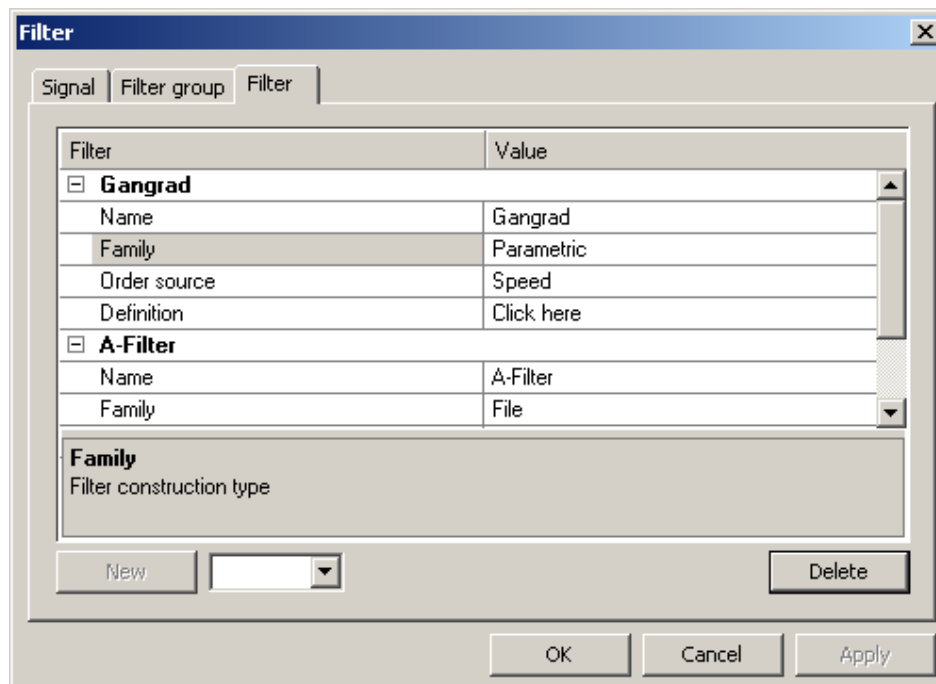 Filter
Signal Filter group Filter
Filter Value
Gangrad
Name Gangrad
Family Parametric
Order source Speed
Definition Click here
A-Filter
Name A-Filter
Family File
Family
Filter construction type
New Delete
OK Cancel Apply